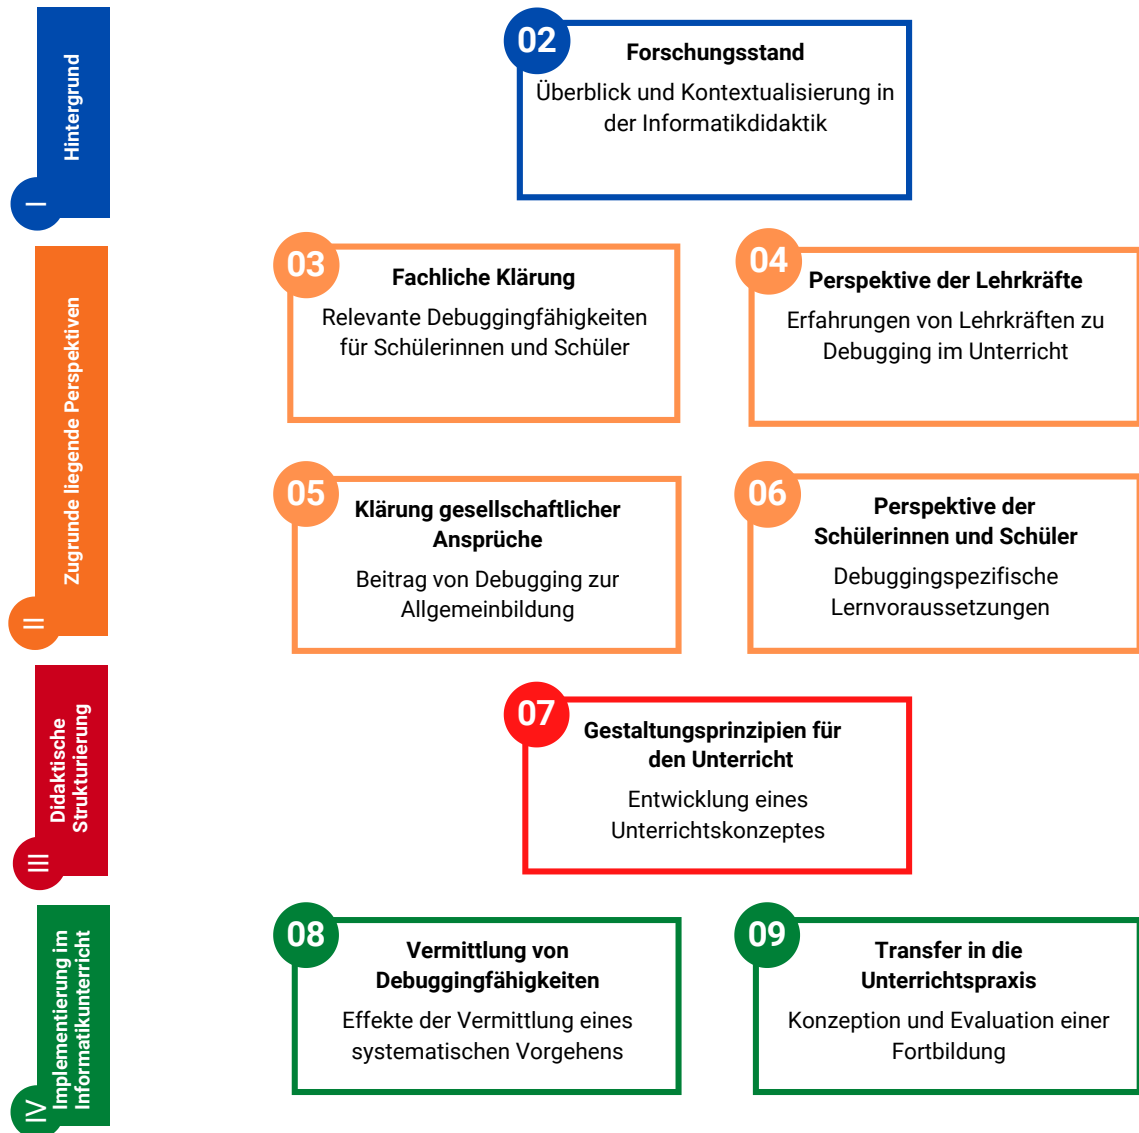 Hintergrund
I
02
Forschungsstand
Überblick und Kontextualisierung in
der Informatikdidaktik
Zugrunde liegende Perspektiven
II
03
Fachliche Klärung
Relevante Debuggingfähigkeiten
für Schülerinnen und Schüler
04
Perspektive der Lehrkräfte
Erfahrungen von Lehrkräften zu
Debugging im Unterricht
05
Klärung gesellschaftlicher
Ansprüche
Beitrag von Debugging zur
Allgemeinbildung
06
Perspektive der
Schülerinnen und Schüler
Debuggingspezifische
Lernvoraussetzungen
Didaktische
Strukturierung
III
07
Gestaltungsprinzipien für
den Unterricht
Entwicklung eines
Unterrichtskonzeptes
Implementierung im
Informatikunterricht
IV
08
Vermittlung von
Debuggingfähigkeiten
Effekte der Vermittlung eines
systematischen Vorgehens
09
Transfer in die
Unterrichtspraxis
Konzeption und Evaluation einer
Fortbildung